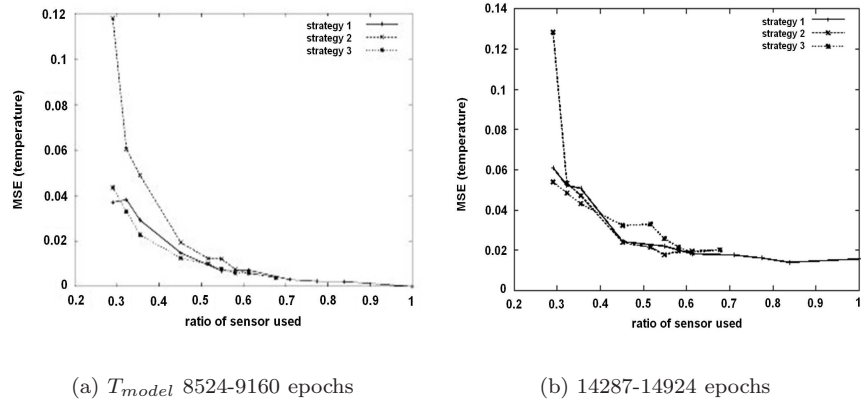 0.12
0.1
0.08
0.06
0.04
0.02
0
MSE (temperature)
strategy 1
strategy 2
strategy 3
0.2 0.3 0.4 0.5 0.6 0.7 0.8 0.9 1
ratio of sensor used
(a) T_model 8524-9160 epochs
0.14
0.12
0.1
0.08
0.06
0.04
0.02
0
MSE (temperature)
strategy 1
strategy 2
strategy 3
0.2 0.3 0.4 0.5 0.6 0.7 0.8 0.9 1
ratio of sensor used
(b) 14287-14924 epochs